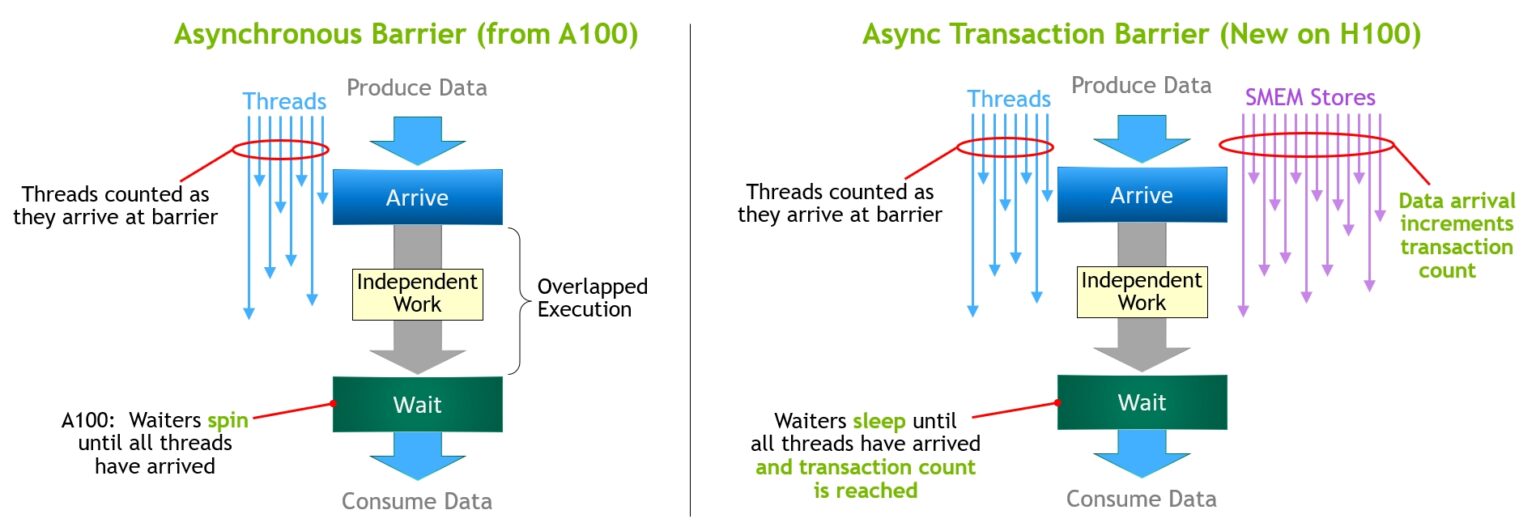 Asynchronous Barrier (from A100)
Produce Data
Threads
Threads counted as
they arrive at barrier
Arrive
Independent
Work
Overlapped
Execution
Wait
A100: Waiters spin
until all threads
have arrived
Consume Data
Async Transaction Barrier (New on H100)
Produce Data
Threads
SMEM Stores
Threads counted as
they arrive at barrier
Arrive
Data arrival
increments
transaction
count
Independent
Work
Wait
Waiters sleep until
all threads have arrived
and transaction count
is reached
Consume Data